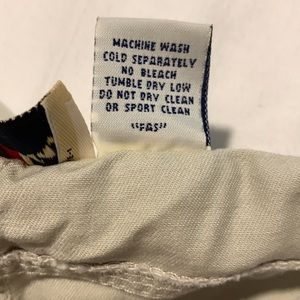 MACHINE WASH
COLD SEPARATELY
NO BLEACH
TUMBLE DRY LOW
DO NOT DRY CLEAN
OR SPORT CLEAN
"FAS"